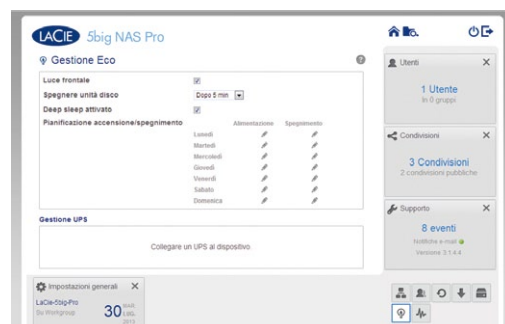 LACIE 5big NAS Pro
Gestione Eco
Luce frontale
Spegnere unità disco Dopo 5 min
Deep sleep attivato
Pianificazione accensione/spegnimento Alimentazione Spegnimento
Lunedì
Martedì
Mercoledì
Giovedì
Venerdì
Sabato
Domenica
Gestione UPS
Collegare un UPS al dispositivo
Utenti X
1 Utente
In 0 gruppi
Condivisioni X
3 Condivisioni
2 condivisioni pubbliche
Supporto X
8 eventi
Notifiche e-mail
Versione 3.1.4.4
Impostazioni generali X
LaCie-5big-Pro
Su Workgroup
30 MAR
LUG.
2013